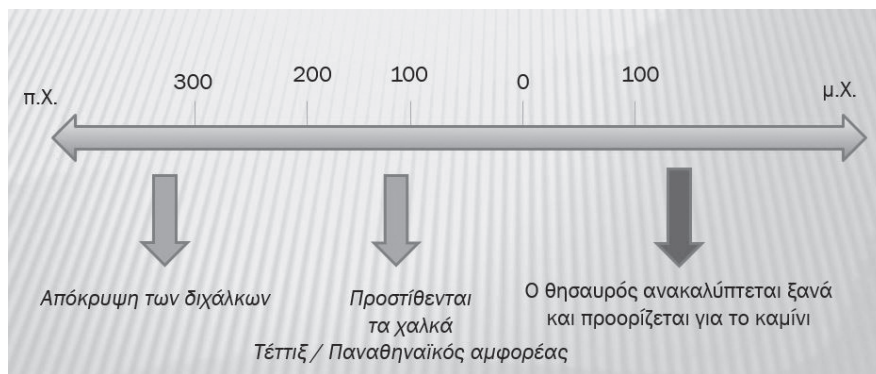 π.Χ.
300
200
100
0
100
μ.Χ.
Απόκρυψη των διχάλκων
Προστίθενται
τα χαλκά
Τέττιξ / Παναθηναϊκός αμφορέας
Ο θησαυρός ανακαλύπτεται ξανά
και προορίζεται για το καμίνι